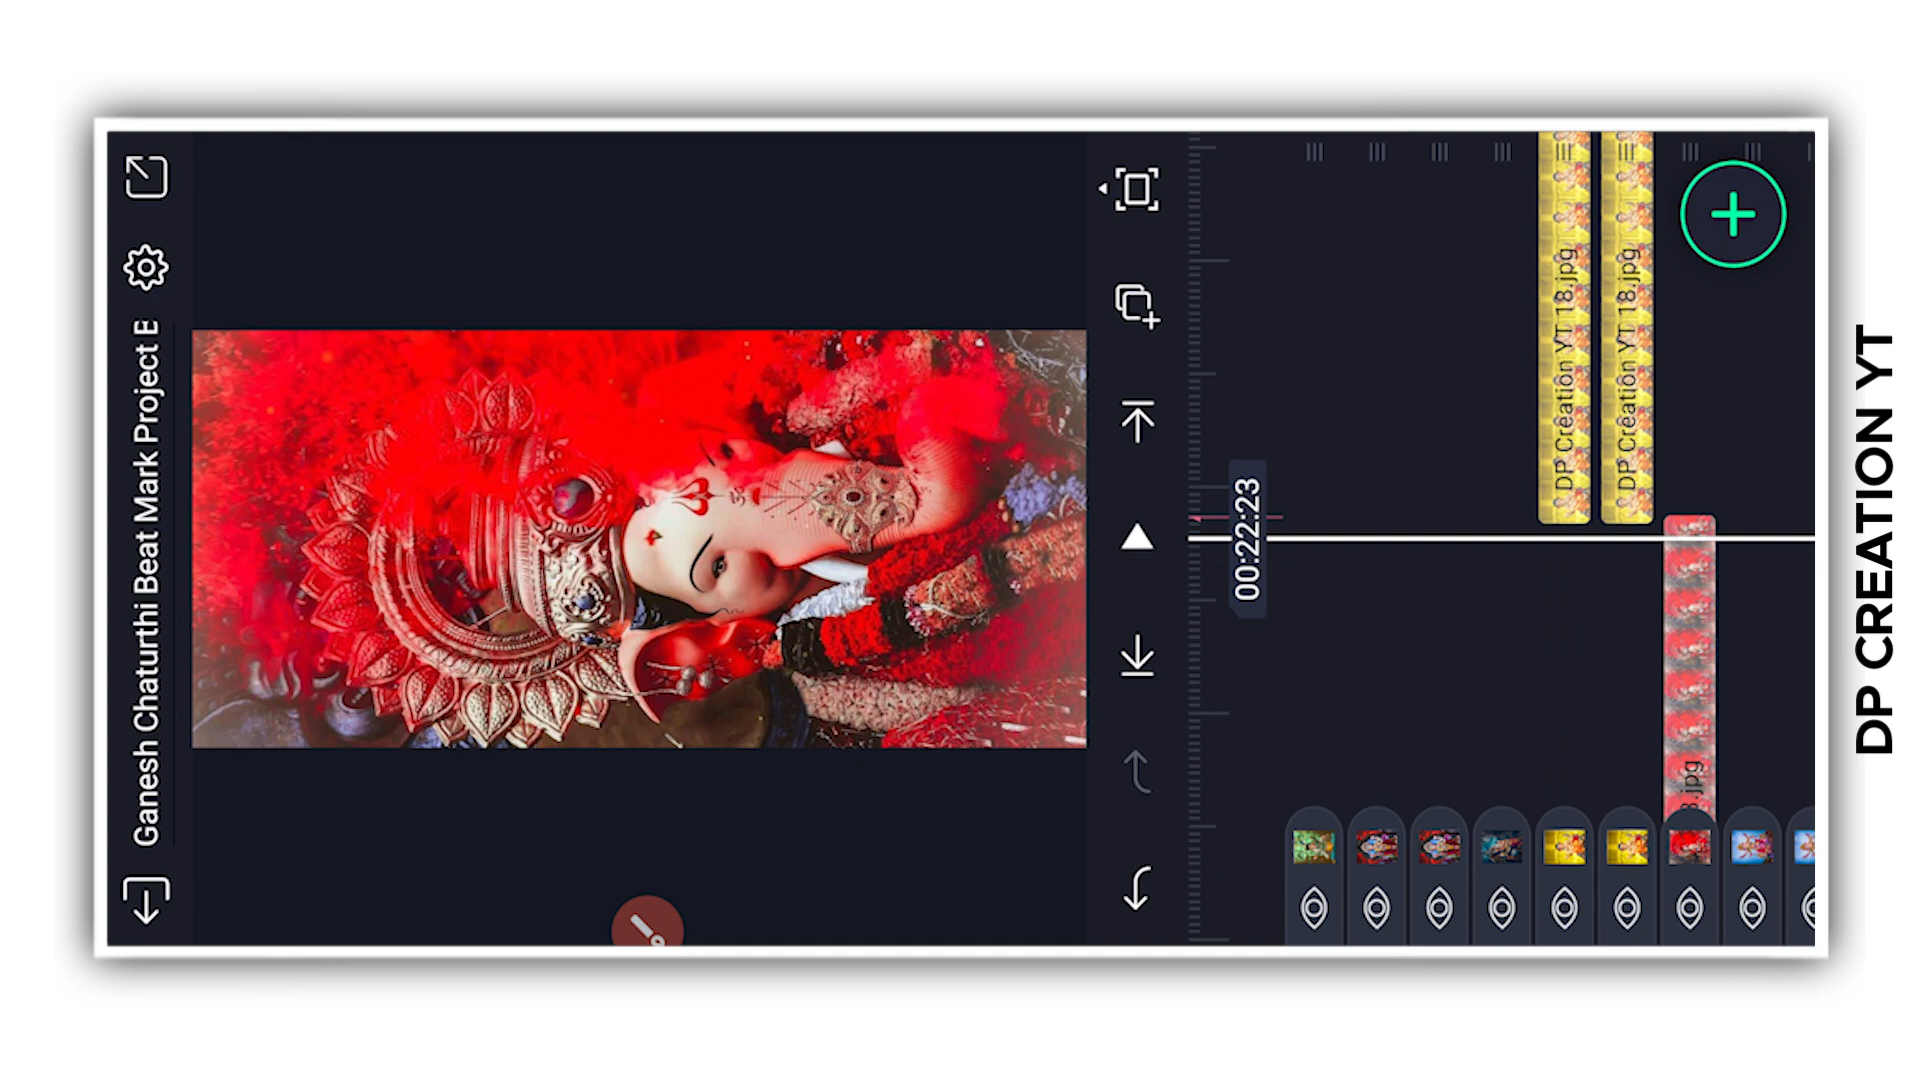 Ganesh Chaturthi Beat Mark Project B
00:22:23
DP Creation YT 18.jpg
DP Creation YT 18.jpg
.jpg
DP CREATION YT